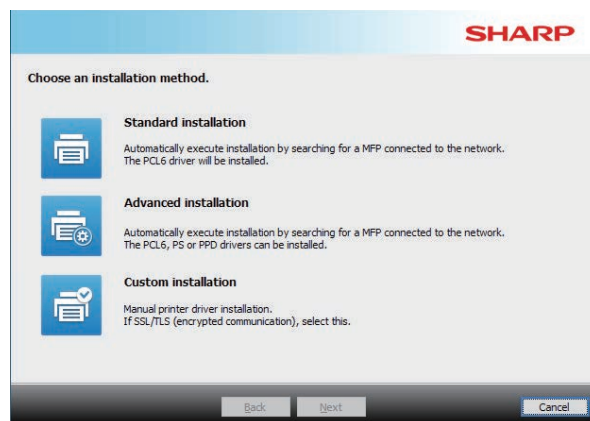 SHARP
Choose an installation method.
Standard installation
Automatically execute installation by searching for a MFP connected to the network.
The PCL6 driver will be installed.
Advanced installation
Automatically execute installation by searching for a MFP connected to the network.
The PCL6, PS or PPD drivers can be installed.
Custom installation
Manual printer driver installation.
If SSL/TLS (encrypted communication), select this.
Back Next Cancel